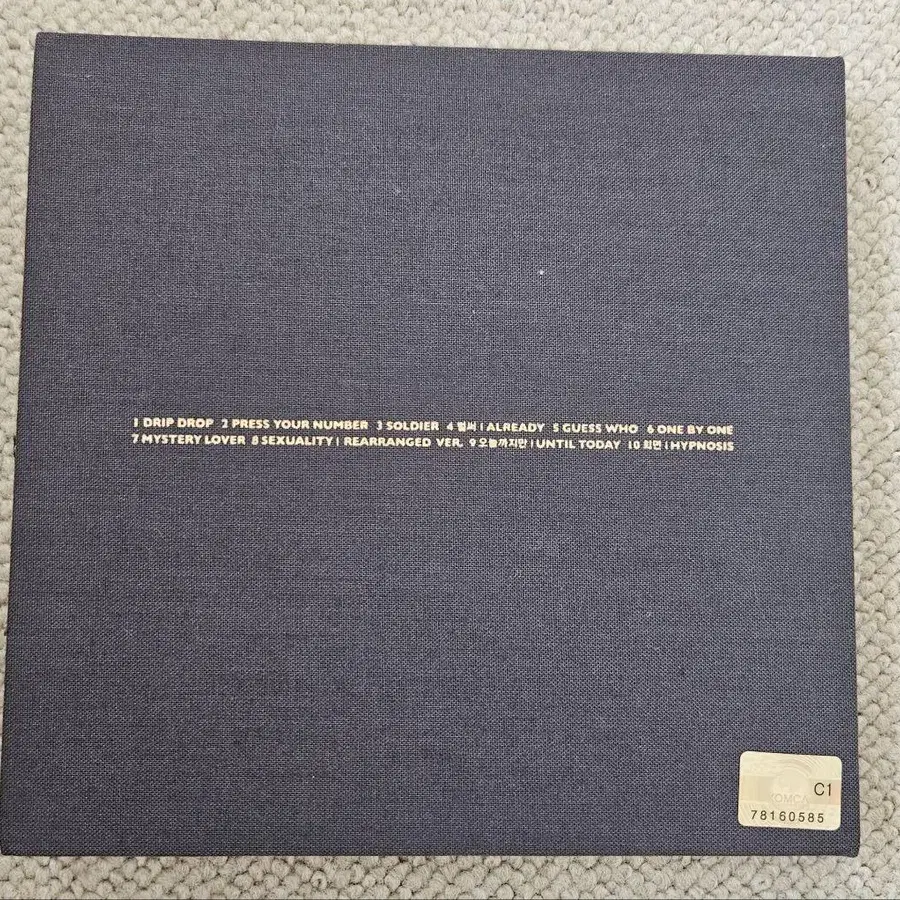 1 DRIP DROP 2 PRESS YOUR NUMBER 3 SOLDIER 4 벌써 | ALREADY 5 GUESS WHO 6 ONE BY ONE
7 MYSTERY LOVER 8 SEXUALITY | REARRANGED VER. 9 오늘까지만 | UNTIL TODAY 10 최면 | HYPNOSIS
C1
KOMCA
78160585